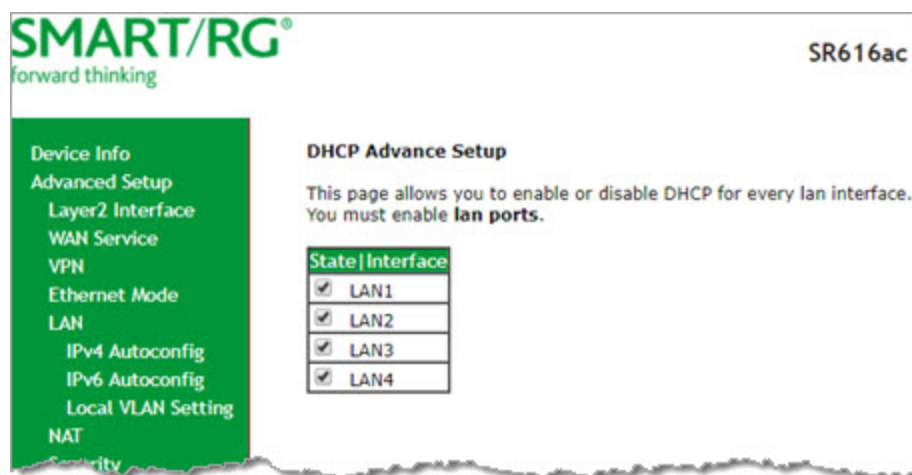 SMART/RG®
forward thinking
SR616ac
Device Info
Advanced Setup
Layer2 Interface
WAN Service
VPN
Ethernet Mode
LAN
IPv4 Autoconfig
IPv6 Autoconfig
Local VLAN Setting
NAT
Security
DHCP Advance Setup
This page allows you to enable or disable DHCP for every lan interface.
You must enable lan ports.
State|Interface
LAN1
LAN2
LAN3
LAN4